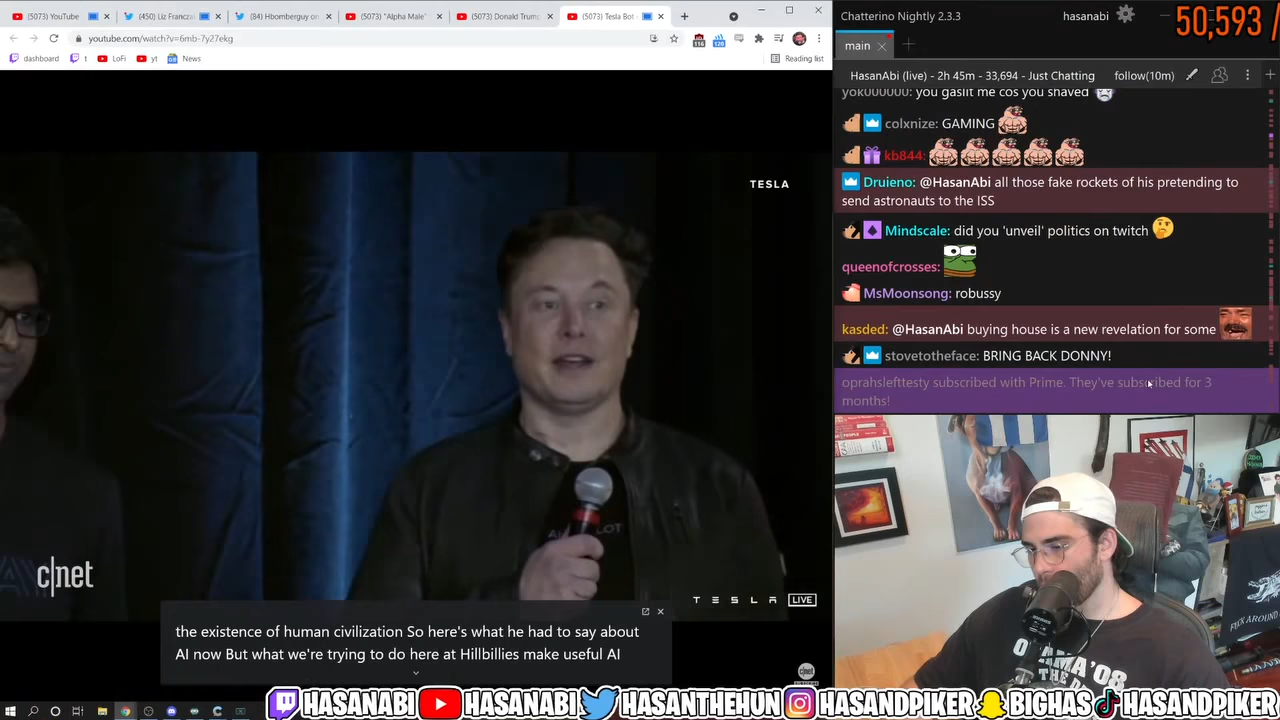 (5073) YouTube
(450) Liz Francza
(84) Hbomberguy on
(5073) "Alpha Male"
(5073) Donald Trump
(5073) Tesla Bot -
youtube.com/watch?v=6mb-7y27ekg
116
120
dashboard
t
LoFi
yt
News
Reading list
TESLA
c|net
T E S L A LIVE
the existence of human civilization So here's what he had to say about
AI now But what we're trying to do here at Hillbillies make useful AI
Chatterino Nightly 2.3.3
hasanabi
50,593 /
main
HasanAbi (live) - 2h 45m - 33,694 - Just Chatting
follow(10m)
yok000000: you gaslit me cos you shaved
colxnize: GAMING
kb844:
Druieno: @HasanAbi all those fake rockets of his pretending to
send astronauts to the ISS
Mindscale: did you 'unveil' politics on twitch
queenofcrosses:
MsMoonsong: robussy
kasded: @HasanAbi buying house is a new revelation for some
stovetotheface: BRING BACK DONNY!
oprahslefttesty subscribed with Prime. They've subscribed for 3
months!
HASANABI HASANABI HASANTHEHUN HASANDPIKER BIGHAS HASANDPIKER